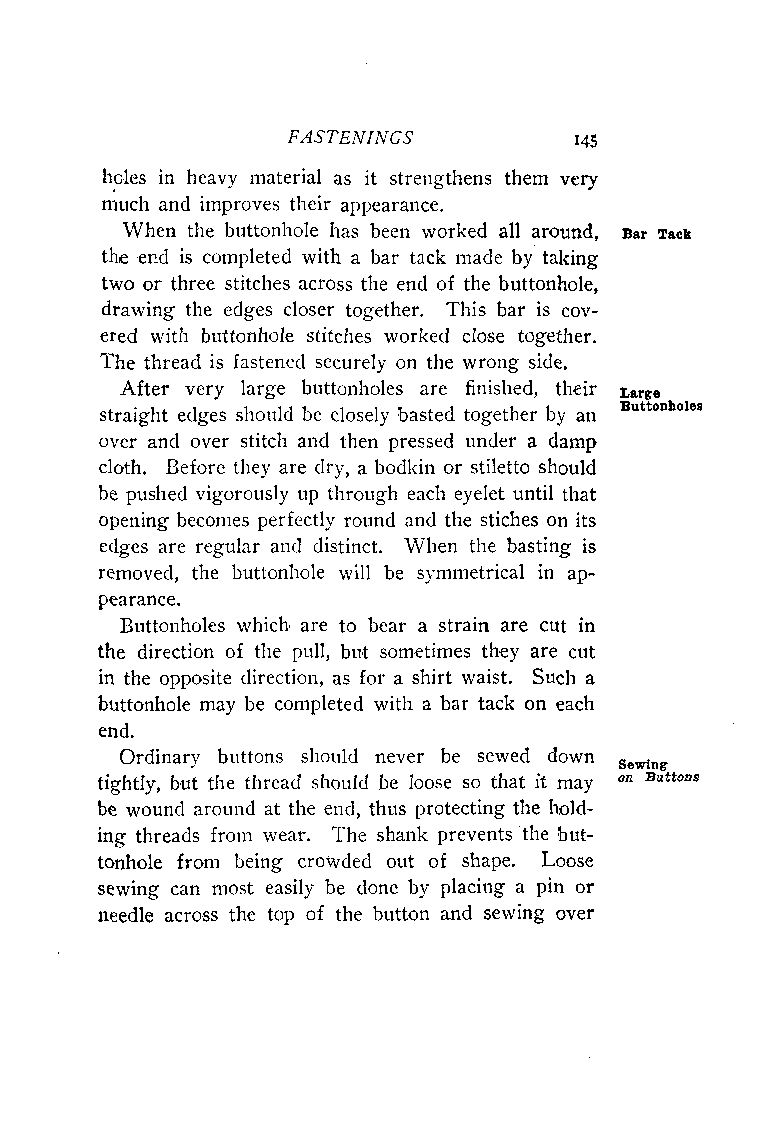 FASTENINGS 145
holes in heavy material as it strengthens them very
much and improves their appearance.
When the buttonhole has been worked all around,
Bar Tack
the end is completed with a bar tack made by taking
two or three stitches across the end of the buttonhole,
drawing the edges closer together. This bar is cov-
ered with buttonhole stitches worked close together.
The thread is fastened securely on the wrong side.
After very large buttonholes are finished, their
Large
Buttonholes
straight edges should be closely basted together by an
over and over stitch and then pressed under a damp
cloth. Before they are dry, a bodkin or stiletto should
be pushed vigorously up through each eyelet until that
opening becomes perfectly round and the stiches on its
edges are regular and distinct. When the basting is
removed, the buttonhole will be symmetrical in ap-
pearance.
Buttonholes which are to bear a strain are cut in
the direction of the pull, but sometimes they are cut
in the opposite direction, as for a shirt waist. Such a
buttonhole may be completed with a bar tack on each
end.
Ordinary buttons should never be sewed down
Sewing
on Buttons
tightly, but the thread should be loose so that it may
be wound around at the end, thus protecting the hold-
ing threads from wear. The shank prevents the but-
tonhole from being crowded out of shape. Loose
sewing can most easily be done by placing a pin or
needle across the top of the button and sewing over